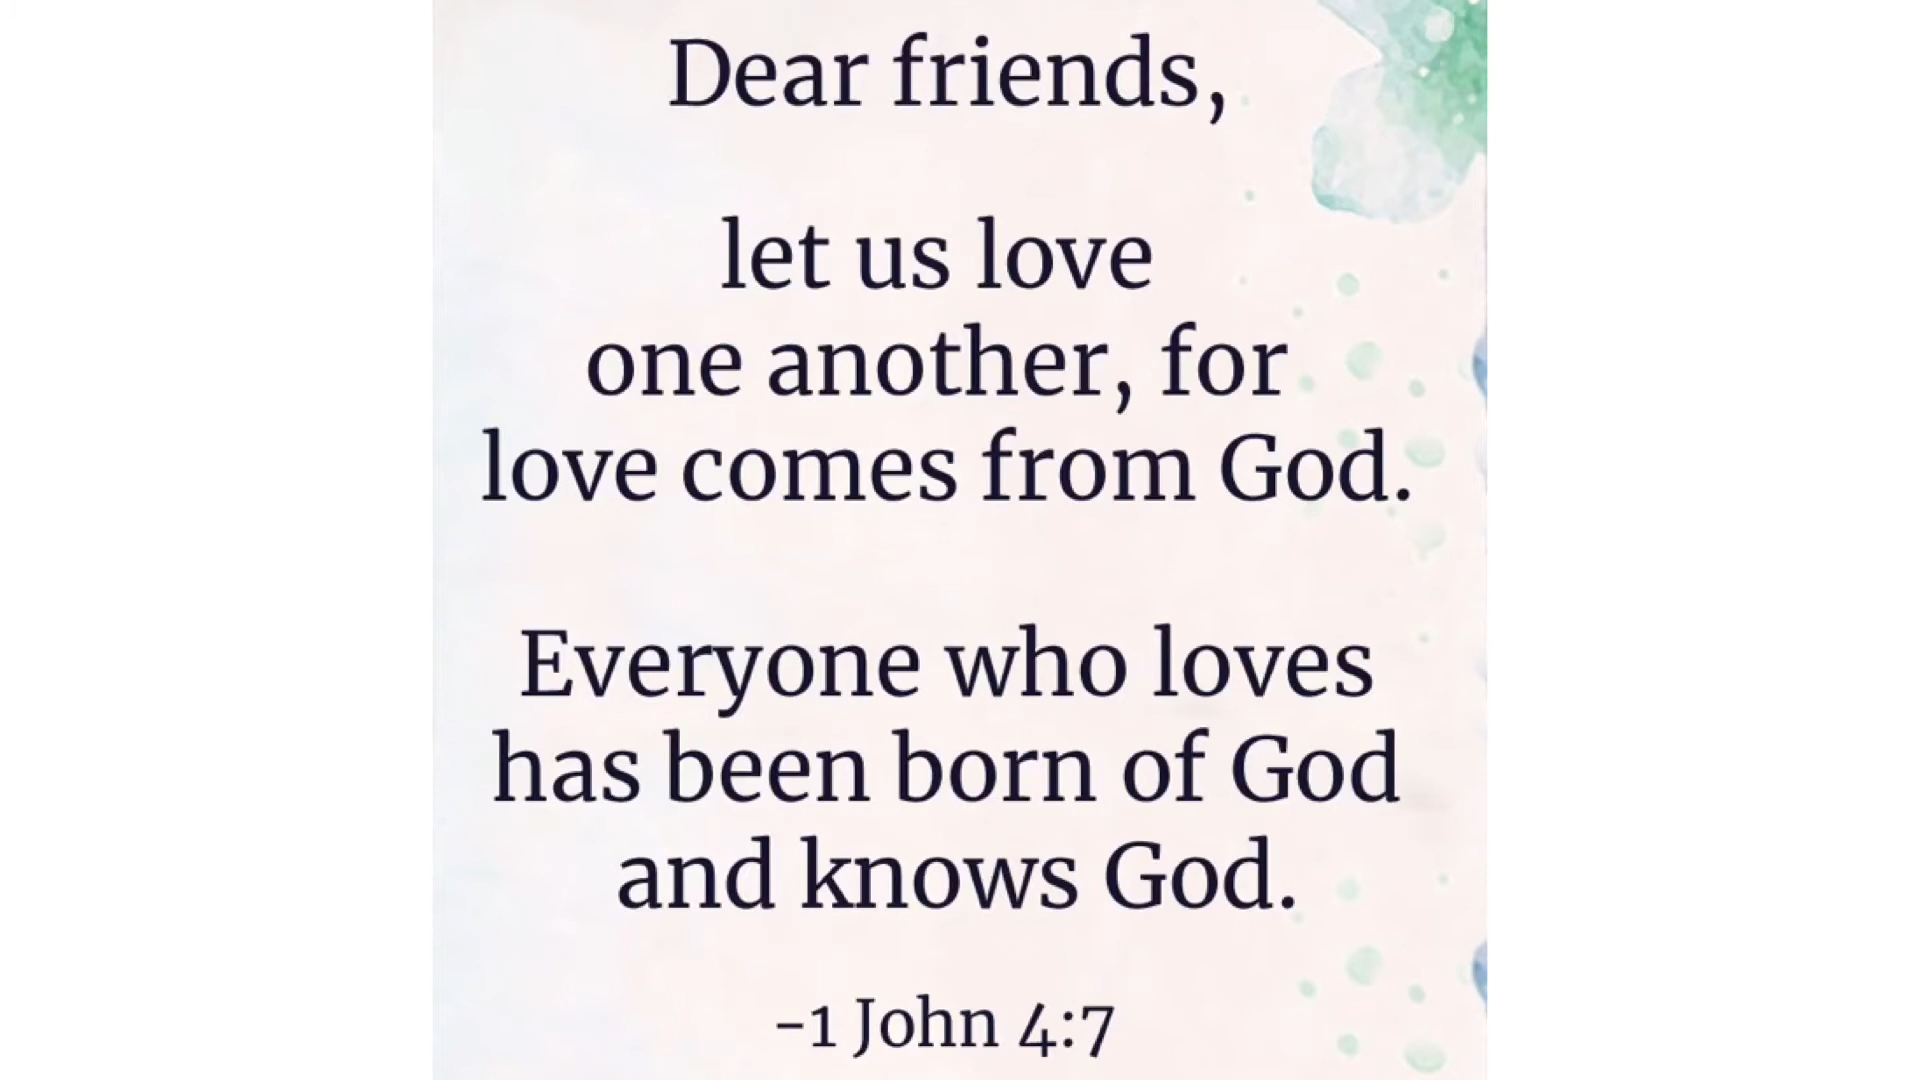 Dear friends,
let us love
one another, for
love comes from God.
Everyone who loves
has been born of God
and knows God.
-1 John 4:7